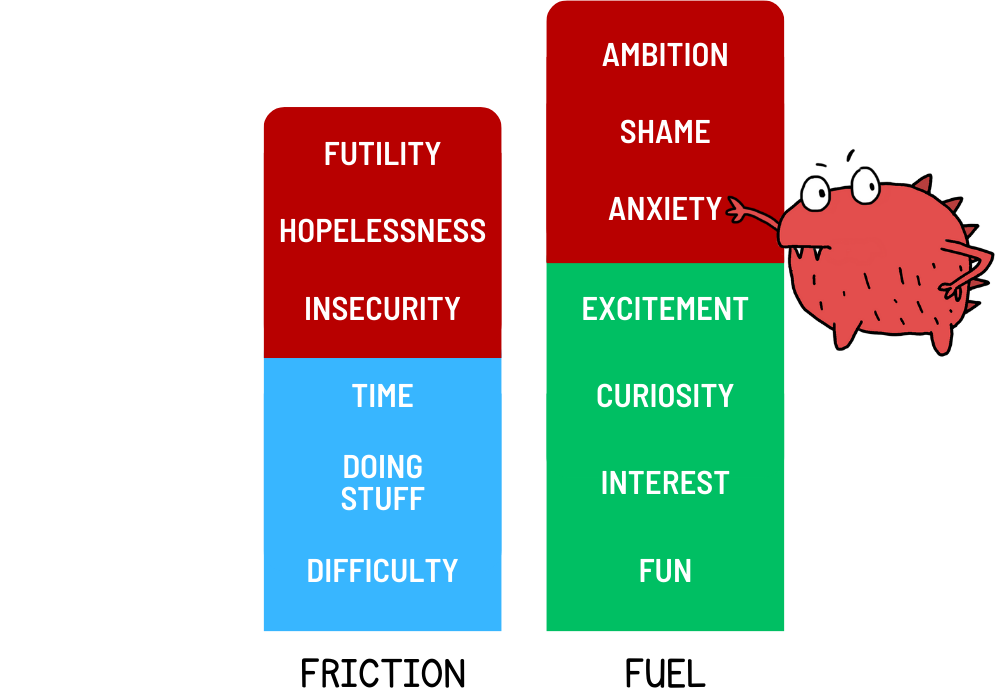 FUTILITY
HOPELESSNESS
INSECURITY
TIME
DOING
STUFF
DIFFICULTY
FRICTION
AMBITION
SHAME
ANXIETY
EXCITEMENT
CURIOSITY
INTEREST
FUN
FUEL